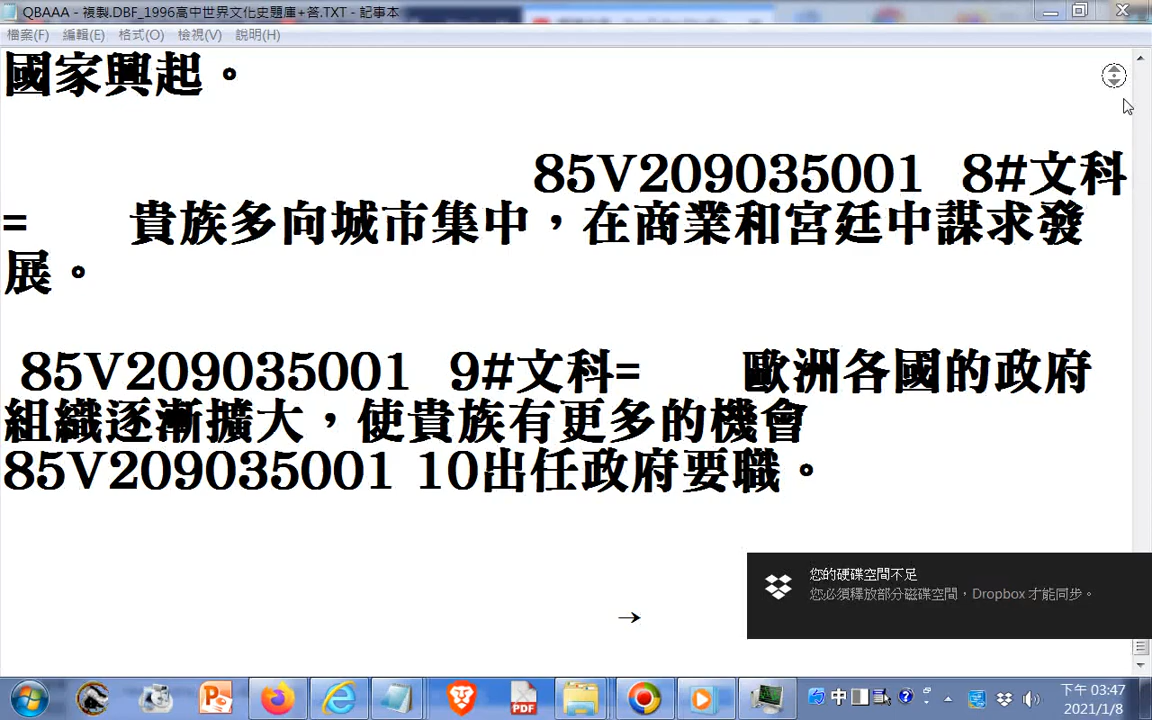 QBAAA - 複製.DBF_1996高中世界文化史題庫+答.TXT - 記事本
檔案(F) 編輯(E) 格式(O) 檢視(V) 說明(H)
國家興起。
85V209035001 8#文科
= 貴族多向城市集中，在商業和宮廷中謀求發
展。
85V209035001 9#文科= 歐洲各國的政府
組織逐漸擴大，使貴族有更多的機會
85V209035001 10出任政府要職。
您的硬碟空間不足
您必須釋放部分磁碟空間，Dropbox 才能同步。
→
PDF
中
下午 03:47
2021/1/8